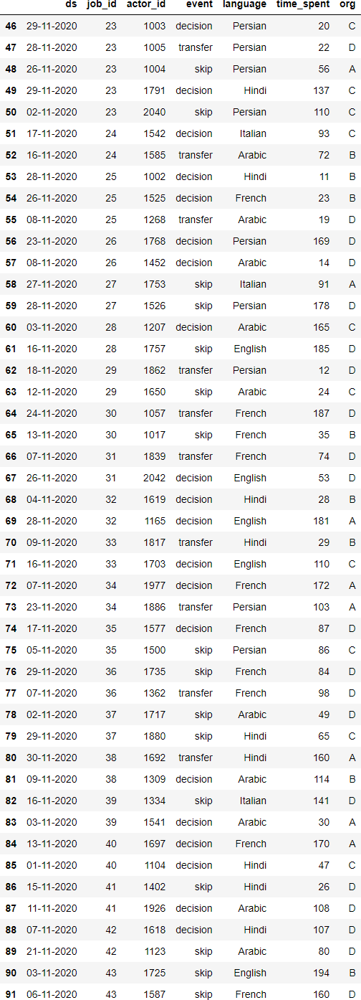 ds job_id actor_id event language time_spent org
46 29-11-2020 23 1003 decision Persian 20 C
47 28-11-2020 23 1005 transfer Persian 22 D
48 26-11-2020 23 1004 skip Persian 56 A
49 29-11-2020 23 1791 decision Hindi 137 C
50 02-11-2020 23 2040 skip Persian 110 C
51 17-11-2020 24 1542 decision Italian 93 C
52 16-11-2020 24 1585 transfer Arabic 72 B
53 28-11-2020 25 1002 decision Hindi 11 B
54 26-11-2020 25 1525 decision French 23 B
55 08-11-2020 25 1268 transfer Arabic 19 D
56 23-11-2020 26 1768 decision Persian 169 D
57 08-11-2020 26 1452 decision Arabic 14 D
58 27-11-2020 27 1753 skip Italian 91 A
59 28-11-2020 27 1526 skip Persian 178 D
60 03-11-2020 28 1207 decision Arabic 165 C
61 16-11-2020 28 1757 skip English 185 D
62 18-11-2020 29 1862 transfer Persian 12 D
63 12-11-2020 29 1650 skip Arabic 24 C
64 24-11-2020 30 1057 transfer French 187 D
65 13-11-2020 30 1017 skip French 35 B
66 07-11-2020 31 1839 transfer French 74 D
67 26-11-2020 31 2042 decision English 53 D
68 04-11-2020 32 1619 decision Hindi 28 B
69 28-11-2020 32 1165 decision English 181 A
70 09-11-2020 33 1817 transfer Hindi 29 B
71 16-11-2020 33 1703 decision English 110 C
72 07-11-2020 34 1977 decision French 172 A
73 23-11-2020 34 1886 transfer Persian 103 A
74 17-11-2020 35 1577 decision French 87 D
75 05-11-2020 35 1500 skip Persian 86 C
76 29-11-2020 36 1735 skip French 84 D
77 07-11-2020 36 1362 transfer French 98 D
78 02-11-2020 37 1717 skip Arabic 49 D
79 29-11-2020 37 1880 skip Hindi 65 C
80 30-11-2020 38 1692 transfer Hindi 160 A
81 09-11-2020 38 1309 decision Arabic 114 B
82 16-11-2020 39 1334 skip Italian 141 D
83 03-11-2020 39 1541 decision Arabic 30 A
84 13-11-2020 40 1697 decision French 170 A
85 01-11-2020 40 1104 decision Hindi 47 C
86 15-11-2020 41 1402 skip Hindi 26 D
87 11-11-2020 41 1926 decision Arabic 108 D
88 07-11-2020 42 1618 decision Hindi 107 D
89 21-11-2020 42 1123 skip Arabic 80 D
90 03-11-2020 43 1725 skip English 194 B
91 06-11-2020 43 1587 skip French 160 D